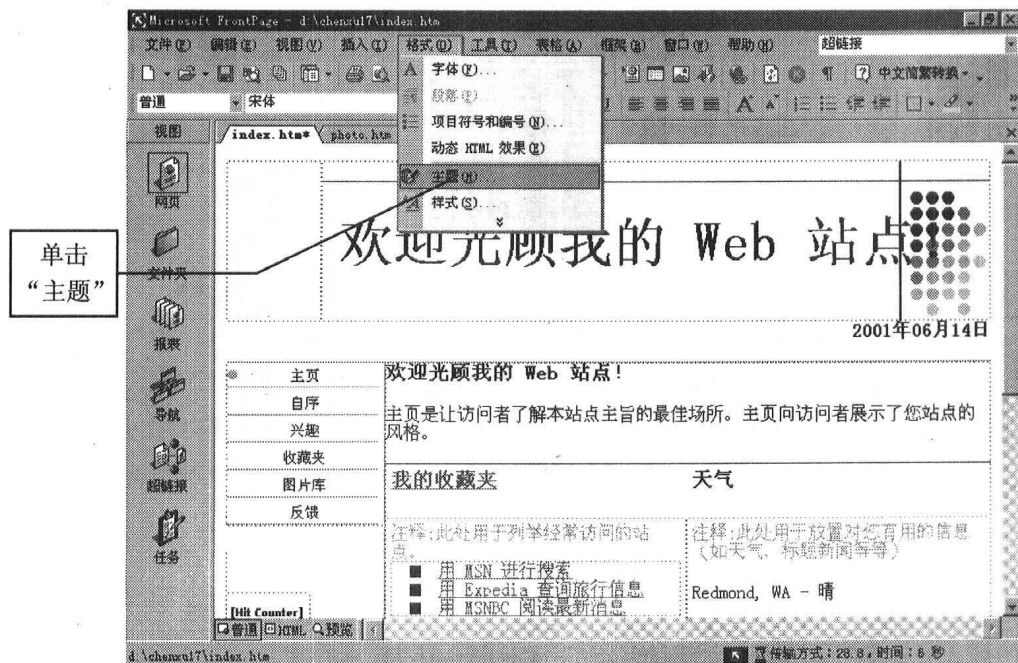 Microsoft FrontPage - d:\chenxu17\index.htm
文件(F) 编辑(E) 视图(V) 插入(I) 格式(O) 工具(T) 表格(A) 框架(R) 窗口(W) 帮助(H) 超链接
中文简繁转换
普通 宋体
字体(F)...
段落(P)...
项目符号和编号(N)...
动态 HTML 效果(E)
主题(H)...
样式(S)...
视图
网页
文件夹
报表
导航
超链接
任务
单击
“主题”
index.htm* photo.htm
欢迎光顾我的 Web 站点!
2001年06月14日
主页
自序
兴趣
收藏夹
图片库
反馈
[Hit Counter]
欢迎光顾我的 Web 站点!
主页是让访问者了解本站点主旨的最佳场所。主页向访问者展示了您站点的
风格。
我的收藏夹
注释:此处用于列举经常访问的站
点。
用 MSN 进行搜索
用 Expedia 查询旅行信息
用 MSNBC 阅读最新消息
天气
注释:此处用于放置对您有用的信息
(如天气、标题新闻等等)
Redmond, WA - 晴
普通 HTML 预览
d:\chenxu17\index.htm
传输方式:28.8,时间:6 秒